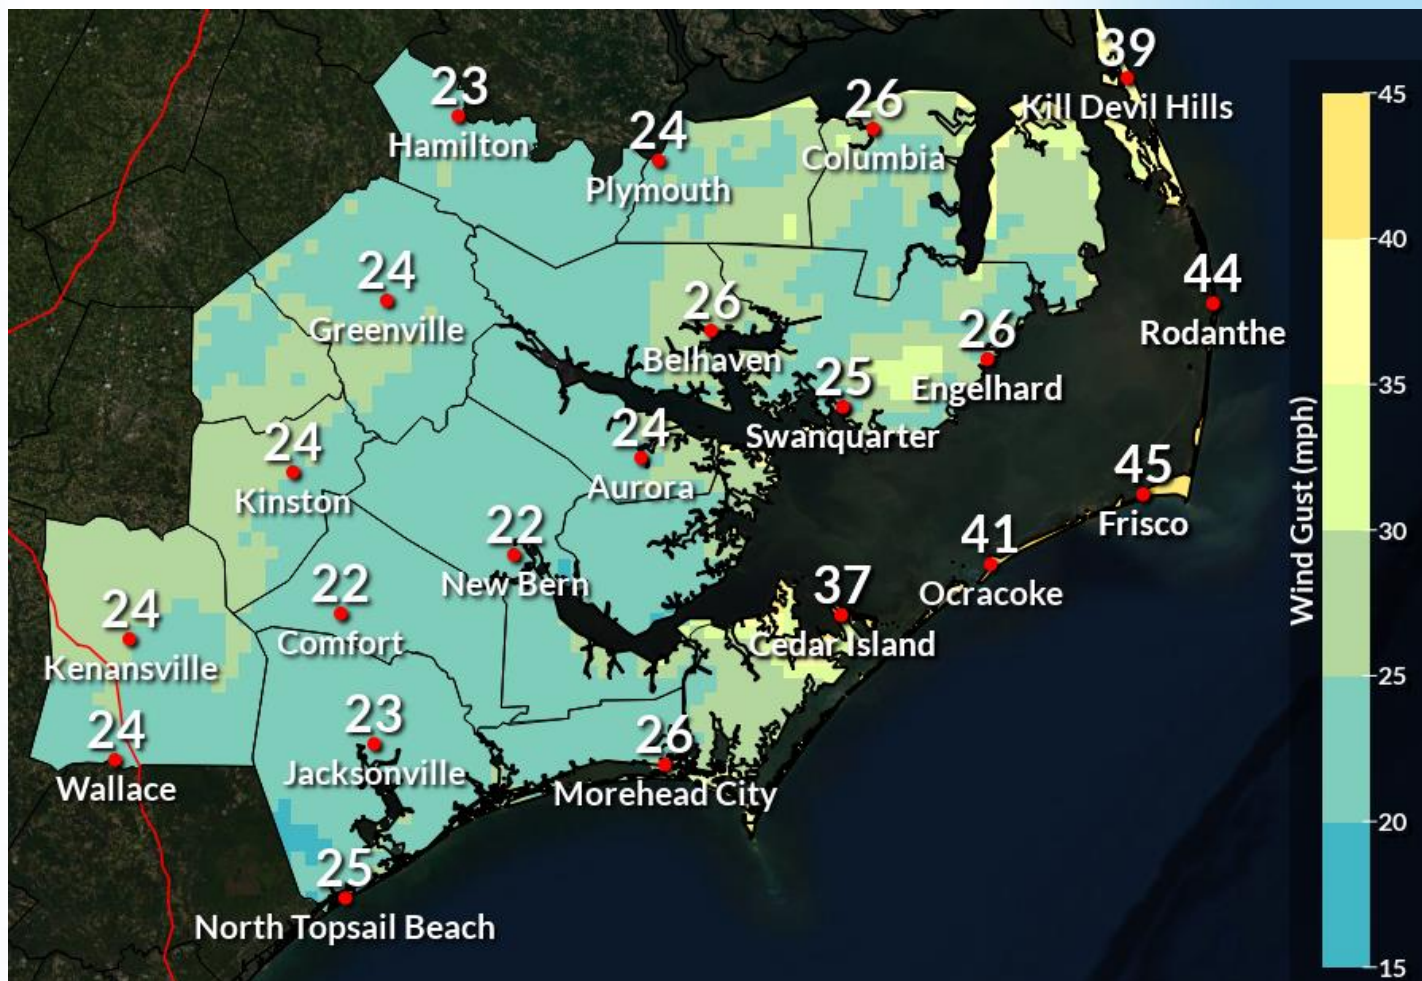 39
Kill Devil Hills
23
Hamilton
26
Columbia
24
Plymouth
24
Greenville
44
Rodanthe
26
Belhaven
26
Engelhard
25
Swanquarter
24
Aurora
24
Kinston
45
Frisco
22
New Bern
41
Ocracoke
22
Comfort
37
Cedar Island
24
Kenansville
23
Jacksonville
24
Wallace
26
Morehead City
25
North Topsail Beach
Wind Gust (mph)
45
40
35
30
25
20
15